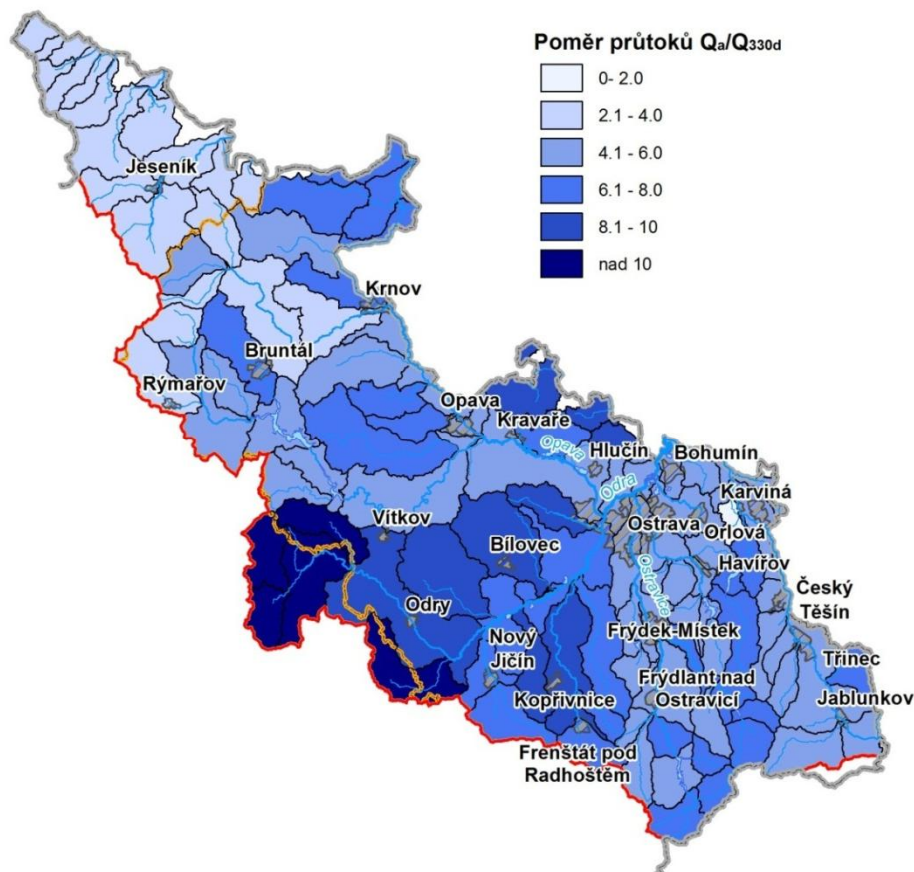 Poměr průtoků Qa/Q330d
0- 2.0
2.1 - 4.0
4.1 - 6.0
6.1 - 8.0
8.1 - 10
nad 10
Jeseník
Krnov
Bruntál
Rýmařov
Opava
Kravaře
Opava
Hlučín
Bohumín
Odra
Karviná
Ostrava
Orlová
Vítkov
Bílovec
Havířov
Ostravice
Český
Těšín
Odry
Nový
Jičín
Frýdek-Místek
Třinec
Kopřivnice
Frýdlant nad
Ostravicí
Jablunkov
Frenštát pod
Radhoštěm